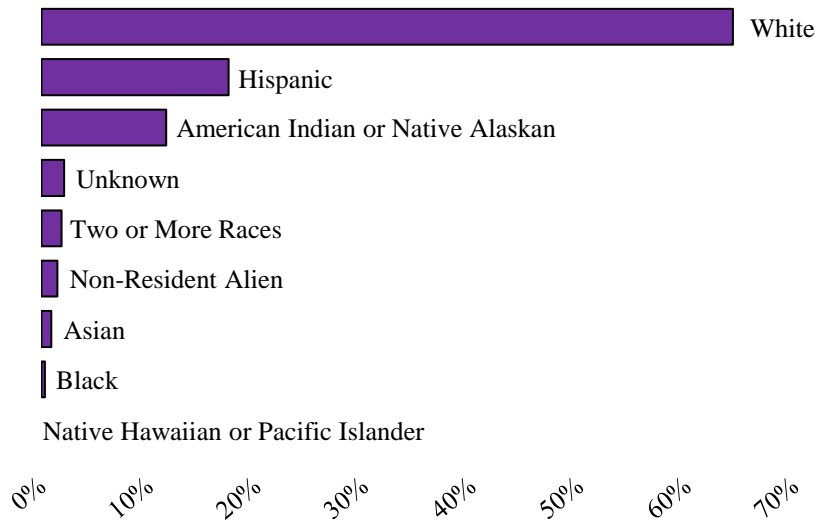 White
Hispanic
American Indian or Native Alaskan
Unknown
Two or More Races
Non-Resident Alien
Asian
Black
Native Hawaiian or Pacific Islander
0% 10% 20% 30% 40% 50% 60% 70%